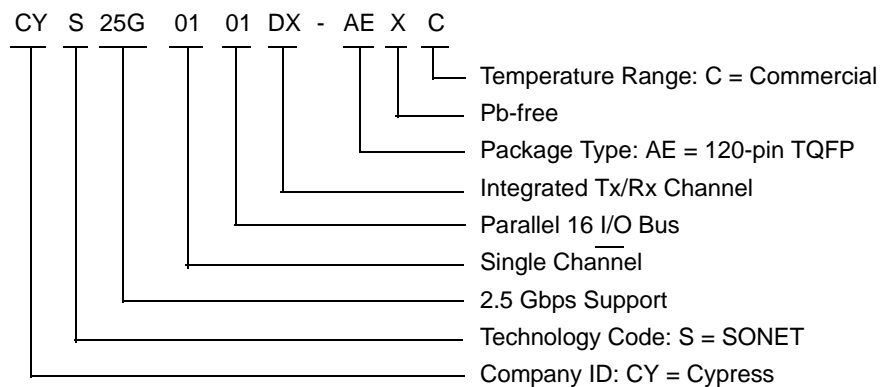 CY S 25G 01 01 DX - AE X C
Temperature Range: C = Commercial
Pb-free
Package Type: AE = 120-pin TQFP
Integrated Tx/Rx Channel
Parallel 16 I/O Bus
Single Channel
2.5 Gbps Support
Technology Code: S = SONET
Company ID: CY = Cypress